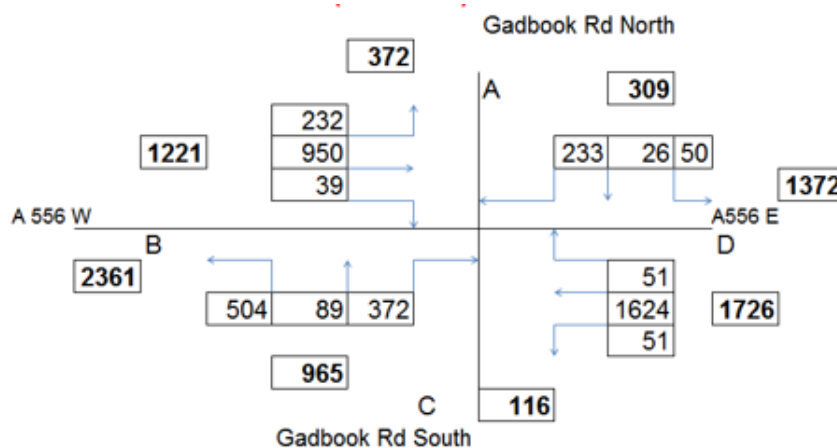 Gadbook Rd North
372
A
309
232
950
39
1221
233 26 50
1372
A 556 W
A556 E
B
D
2361
504 89 372
51
1624
51
1726
965
C
116
Gadbook Rd South